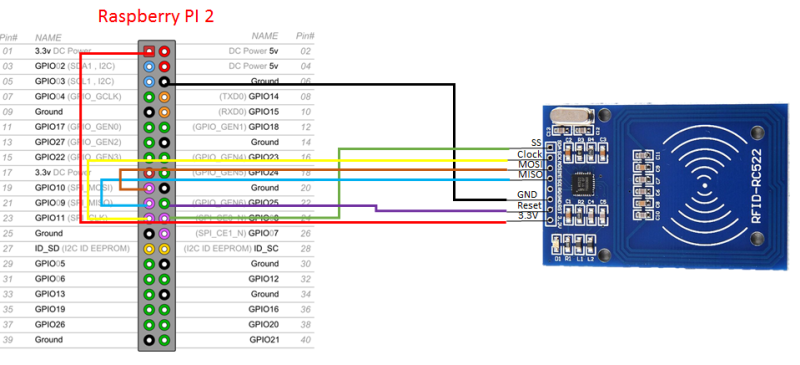 Raspberry PI 2
Pin# NAME NAME Pin#
01 3.3v DC Power DC Power 5v 02
03 GPIO02 (SDA1 , I2C) DC Power 5v 04
05 GPIO03 (SCL1 , I2C) Ground 06
07 GPIO04 (GPIO_GCLK) (TXD0) GPIO14 08
09 Ground (RXD0) GPIO15 10
11 GPIO17 (GPIO_GEN0) (GPIO_GEN1) GPIO18 12
13 GPIO27 (GPIO_GEN2) Ground 14
15 GPIO22 (GPIO_GEN3) (GPIO_GEN4) GPIO23 16
17 3.3v DC Power (GPIO_GEN5) GPIO24 18
19 GPIO10 (SPI_MOSI) Ground 20
21 GPIO09 (SPI_MISO) (GPIO_GEN6) GPIO25 22
23 GPIO11 (SPI_CLK) (SPI_CE0_N) GPIO08 24
25 Ground (SPI_CE1_N) GPIO07 26
27 ID_SD (I2C ID EEPROM) (I2C ID EEPROM) ID_SC 28
29 GPIO05 Ground 30
31 GPIO06 GPIO12 32
33 GPIO13 Ground 34
35 GPIO19 GPIO16 36
37 GPIO26 GPIO20 38
39 Ground GPIO21 40
SS
Clock
MOSI
MISO
GND
Reset
3.3V
RFID-RC522
D1 R1 L1 L2